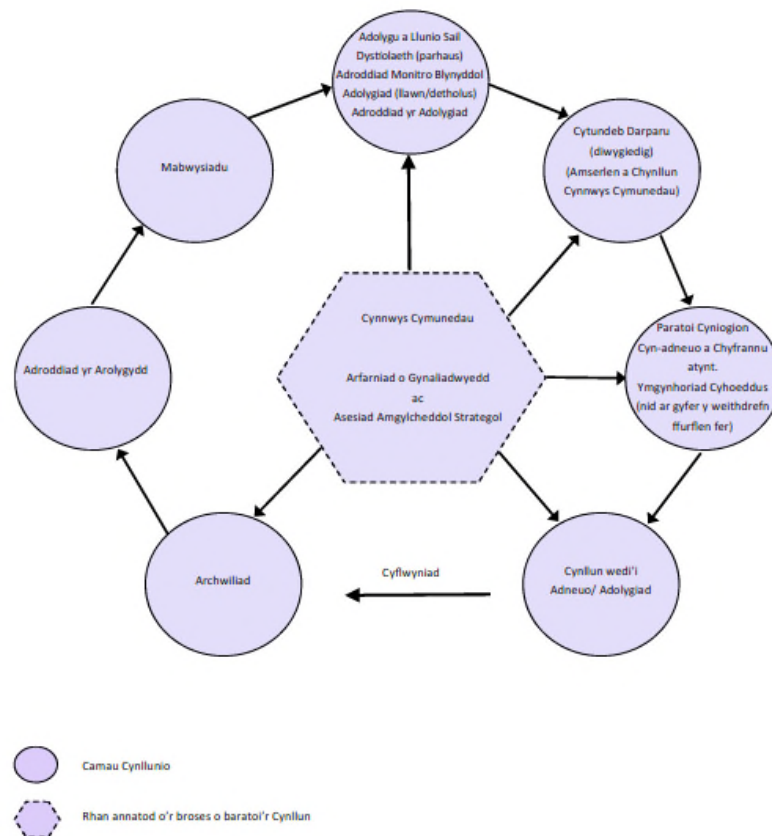 Adolygu a Llunio Sail
Dystiolaeth (parhaus)
Adroddiad Monitro Blynyddol
Adolygiad (llawn/detholus)
Adroddiad yr Adolygiad
Cytundeb Darparu
(diwygiedig)
(Amserlen a Chynllun
Cynnwys Cymunedau)
Mabwysiadu
Cynnwys Cymunedau
Arfarniad o Gynaliadwyedd
ac
Asesiad Amgylcheddol Strategol
Paratoi Cyniogion
Cyn-adneuo a Chyfrannu
atynt.
Ymgynhoriad Cyhoeddus
(nid ar gyfer y weithdrefn
ffurflen fer)
Adroddiad yr Arolygydd
Archwiliad
Cyflwyniad
Cynllun wedi'i
Adneuo/ Adolygiad
Camau Cynllunio
Rhan annatod o'r broses o baratoi'r Cynllun